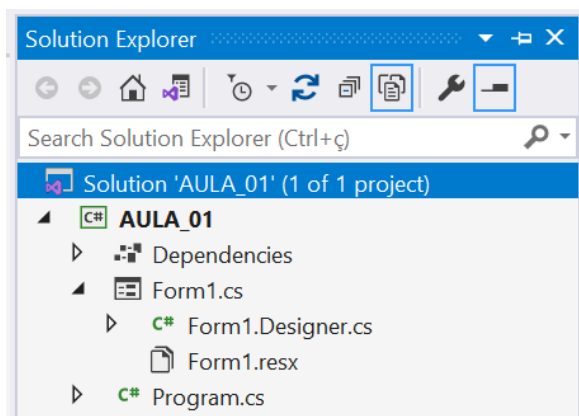 Solution Explorer
Search Solution Explorer (Ctrl+ç)
Solution 'AULA_01' (1 of 1 project)
C# AULA_01
Dependencies
Form1.cs
C# Form1.Designer.cs
Form1.resx
C# Program.cs